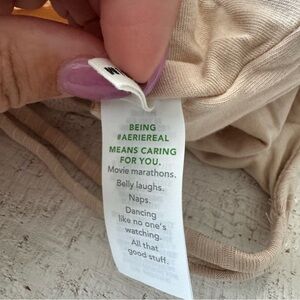 M
BEING
#AERIEREAL
MEANS CARING
FOR YOU.
Movie marathons.
Belly laughs.
Naps.
Dancing
like no one's
watching.
All that
good stuff.